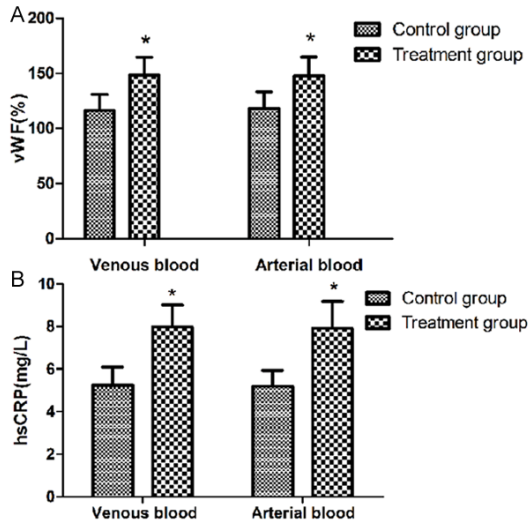 A
200
150
100
50
0
vWF(%)
*
*
Control group
Treatment group
Venous blood
Arterial blood
B
10
8
6
4
2
0
hsCRP(mg/L)
*
*
Control group
Treatment group
Venous blood
Arterial blood